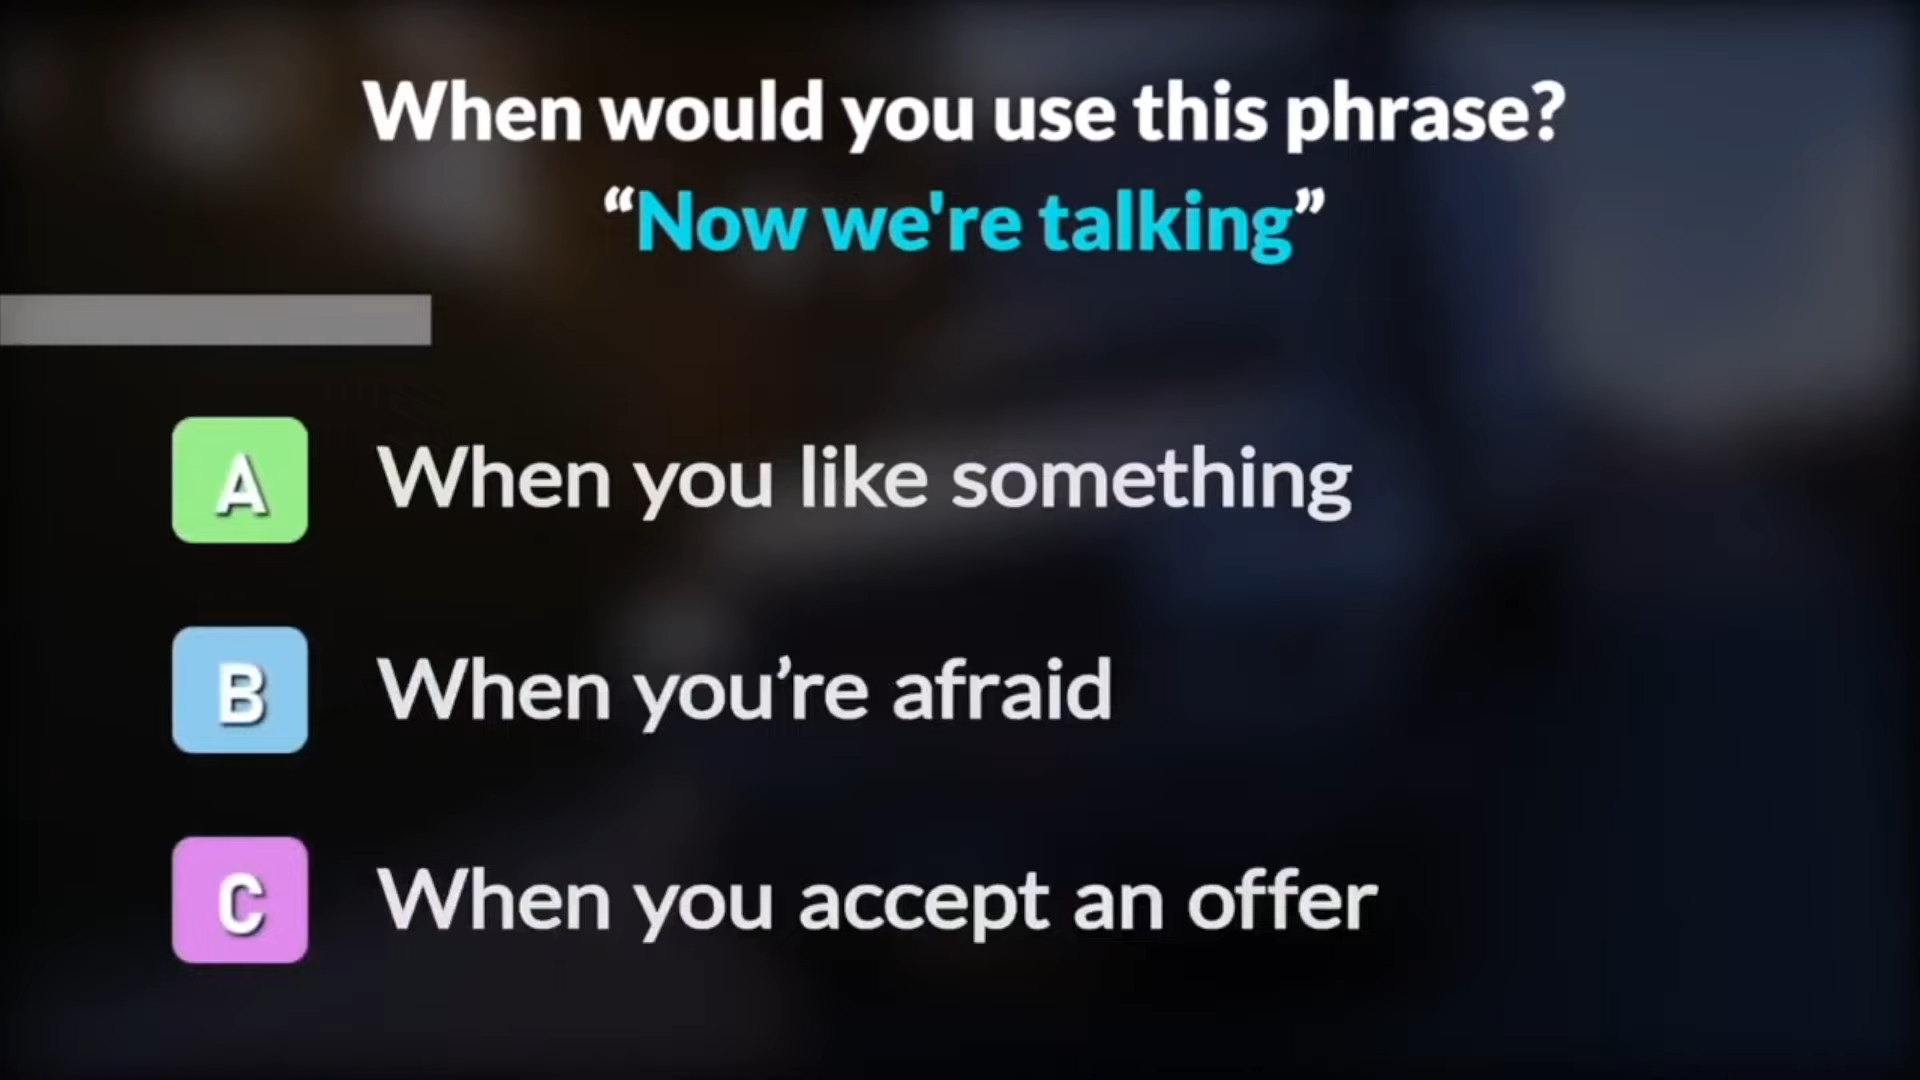 When would you use this phrase?
“Now we're talking”
A When you like something
B When you’re afraid
C When you accept an offer